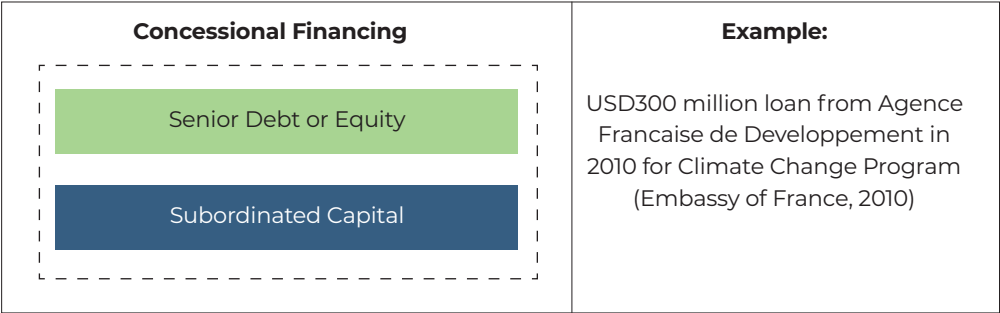 Concessional Financing
Senior Debt or Equity
Subordinated Capital
Example:
USD300 million loan from Agence
Francaise de Developpement in
2010 for Climate Change Program
(Embassy of France, 2010)